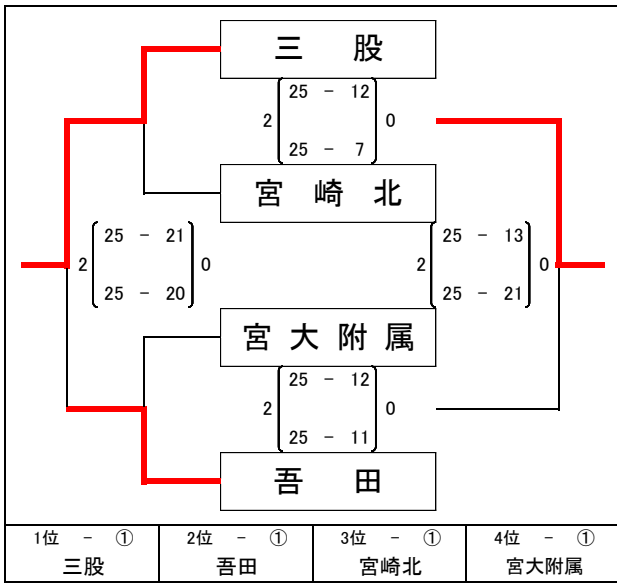 三 股
25 - 12
2 0
25 - 7
宮 崎 北
25 - 21
2 0
25 - 20
25 - 13
2 0
25 - 21
宮 大 附 属
25 - 12
2 0
25 - 11
吾 田
1位 - ① 2位 - ① 3位 - ① 4位 - ①
三股 吾田 宮崎北 宮大附属